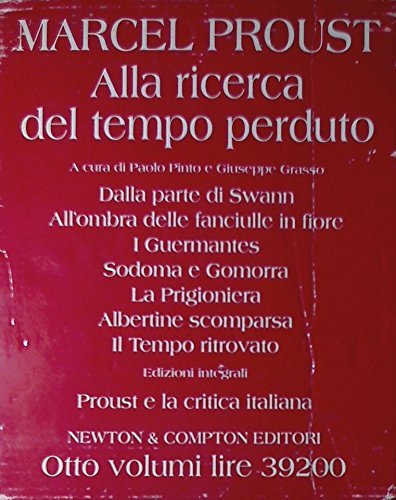 MARCEL PROUST
Alla ricerca
del tempo perduto
A cura di Paolo Pinto e Giuseppe Grasso
Dalla parte di Swann
All'ombra delle fanciulle in fiore
I Guermantes
Sodoma e Gomorra
La Prigioniera
Albertine scomparsa
Il Tempo ritrovato
Edizioni integrali
Proust e la critica italiana
NEWTON & COMPTON EDITORI
Otto volumi lire 39200